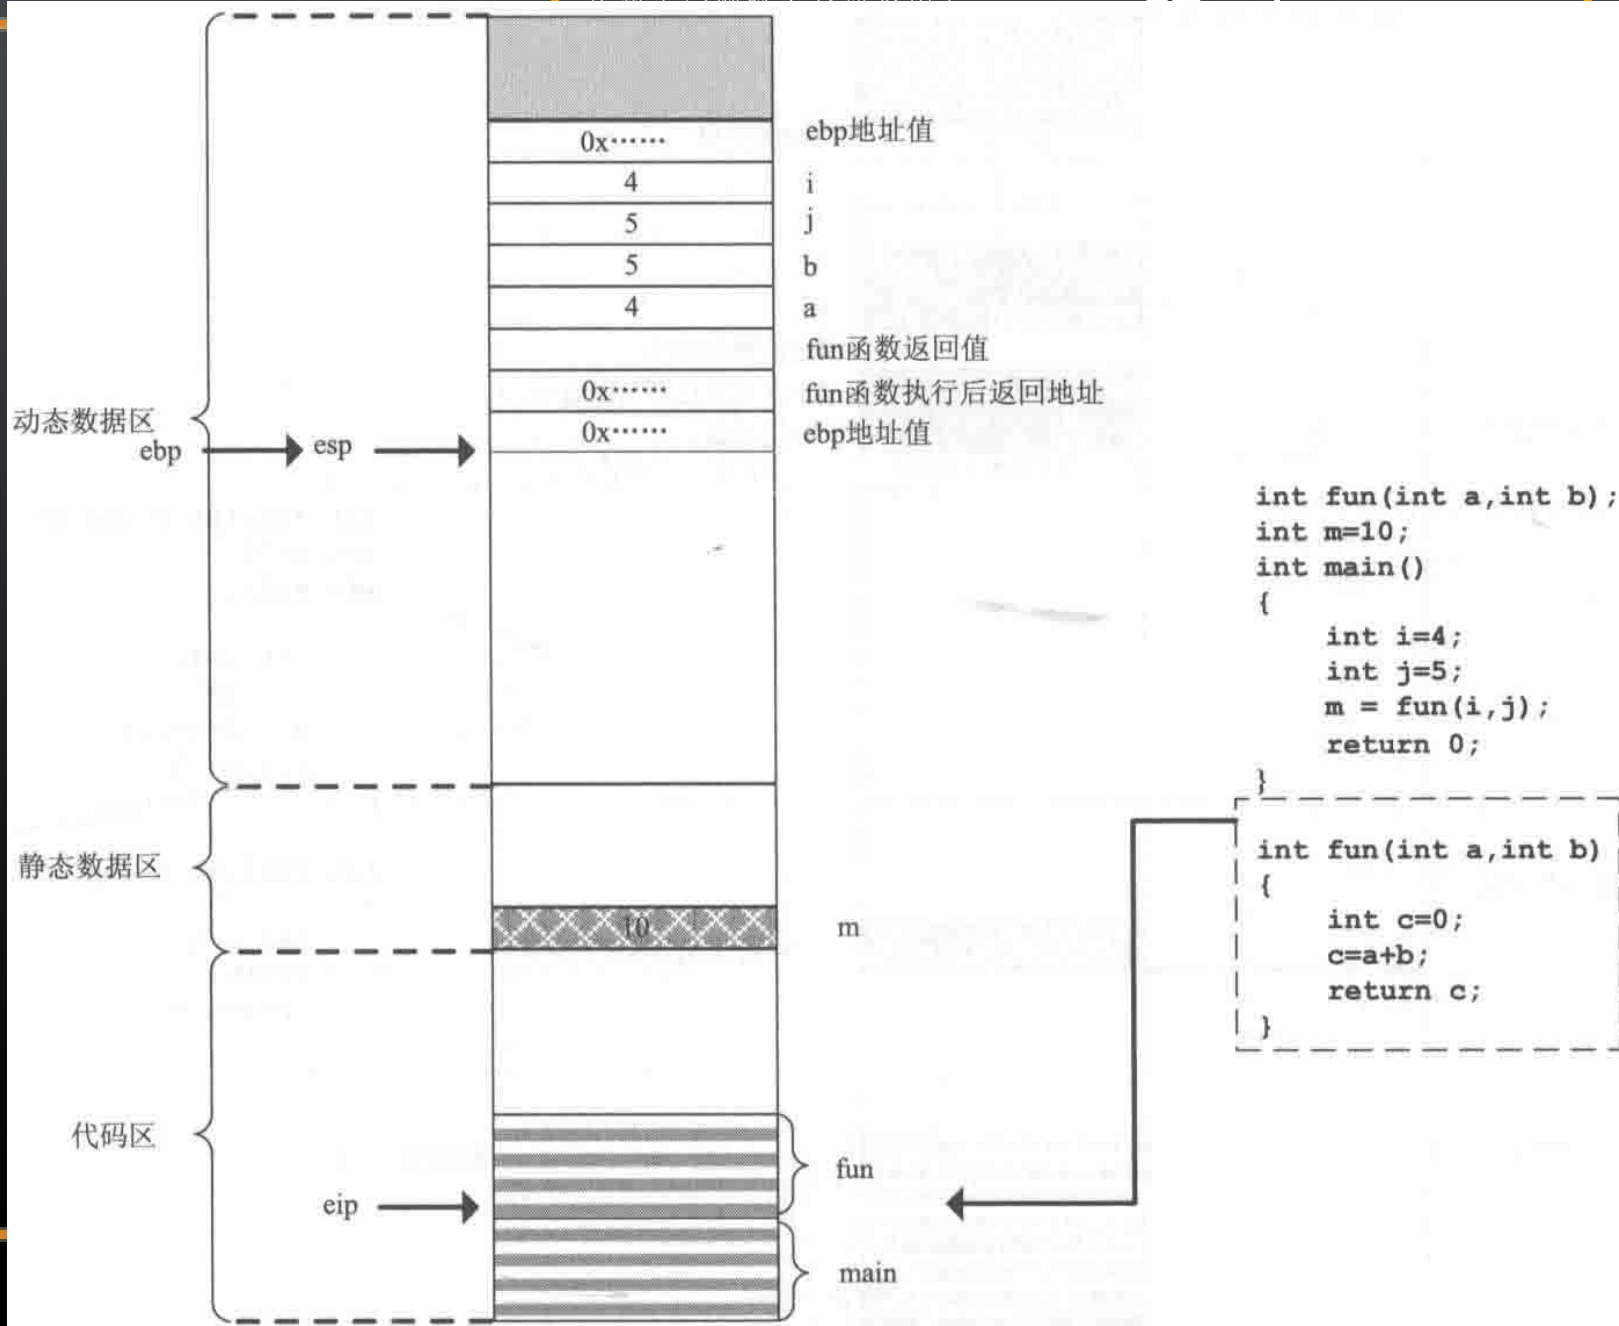 0x⋯⋯ ebp地址值
4 i
5 j
5 b
4 a
fun函数返回值
0x⋯⋯ fun函数执行后返回地址
0x⋯⋯ ebp地址值
动态数据区
ebp esp
静态数据区
10 m
代码区
fun
eip
main
int fun(int a,int b);
int m=10;
int main()
{
int i=4;
int j=5;
m = fun(i,j);
return 0;
}
int fun(int a,int b)
{
int c=0;
c=a+b;
return c;
}